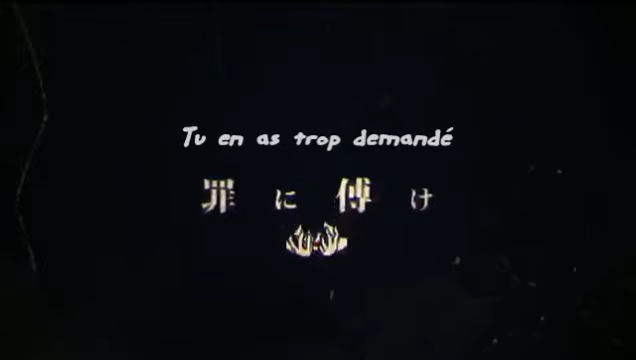 Tu en as trop demandé
罪に傅け